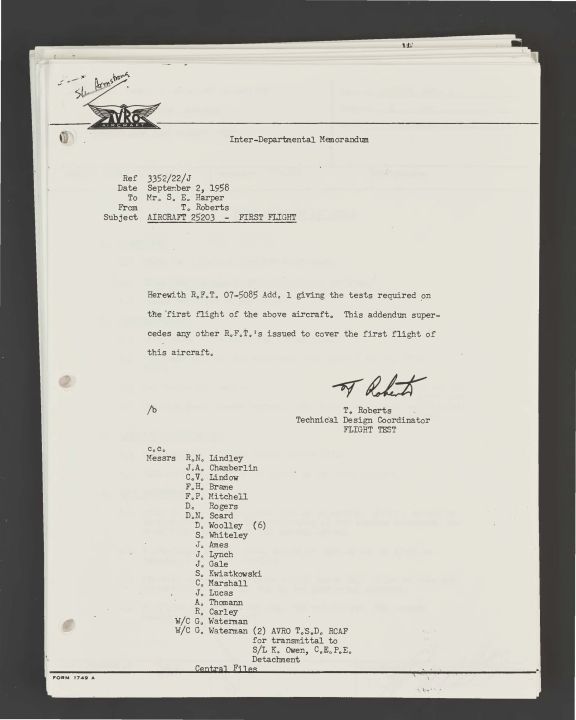 Stu Armstrong
AVRO
AIRCRAFT
Inter-Departmental Memorandum
Ref 3352/22/J
Date September 2, 1958
To Mr. S. E. Harper
From T. Roberts
Subject AIRCRAFT 25203 - FIRST FLIGHT
Herewith R.F.T. 07-5085 Add. 1 giving the tests required on
the first flight of the above aircraft. This addendum super-
cedes any other R.F.T.'s issued to cover the first flight of
this aircraft.
T Roberts
/b T. Roberts
Technical Design Coordinator
FLIGHT TEST
c.c.
Messrs R.N. Lindley
J.A. Chamberlin
C.V. Lindow
F.H. Brame
F.P. Mitchell
D. Rogers
D.N. Scard
D. Woolley (6)
S. Whiteley
J. Ames
J. Lynch
J. Gale
S. Kwiatkowski
C. Marshall
J. Lucas
A. Thomann
R. Carley
W/C G. Waterman
W/C G. Waterman (2) AVRO T.S.D. RCAF
for transmittal to
S/L K. Owen, C.E.P.E.
Detachment
Central Files
FORM 1749 A